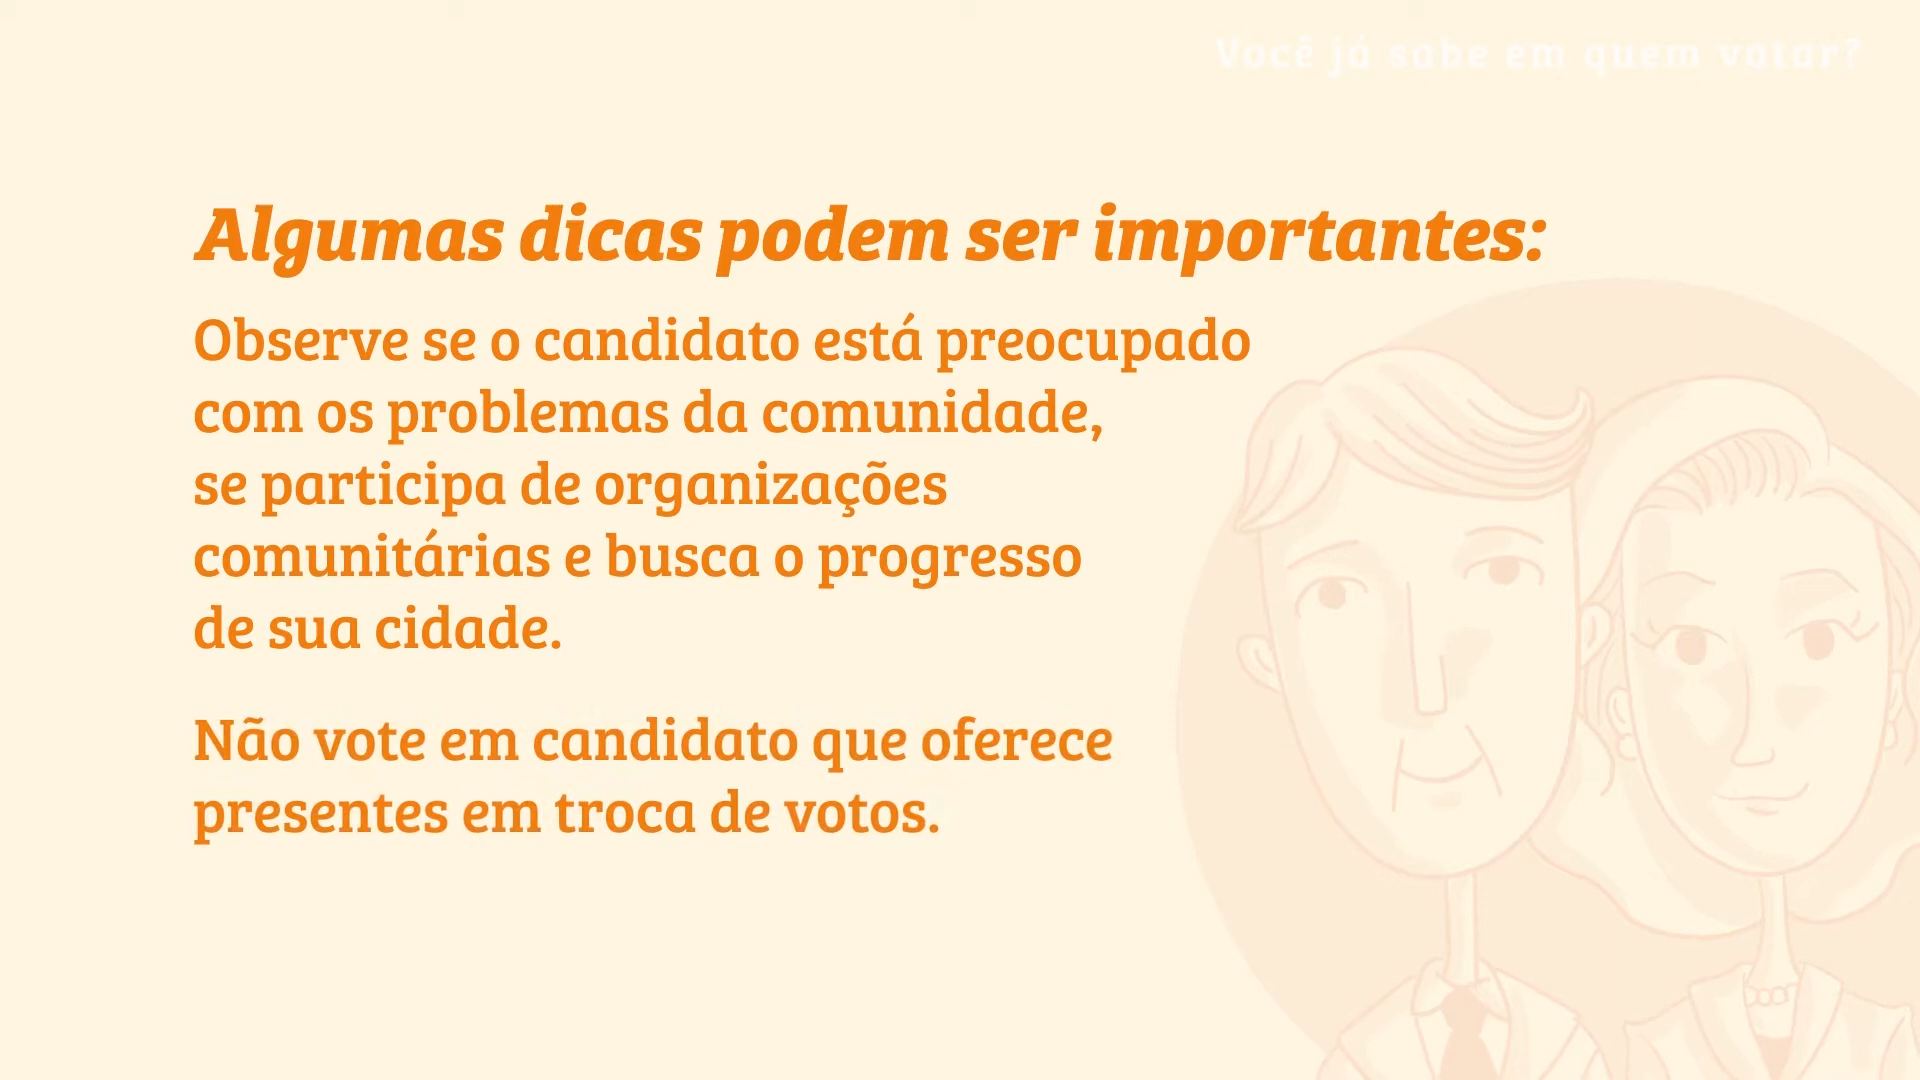 Você já sabe em quem votar?
Algumas dicas podem ser importantes:
Observe se o candidato está preocupado
com os problemas da comunidade,
se participa de organizações
comunitárias e busca o progresso
de sua cidade.
Não vote em candidato que oferece
presentes em troca de votos.